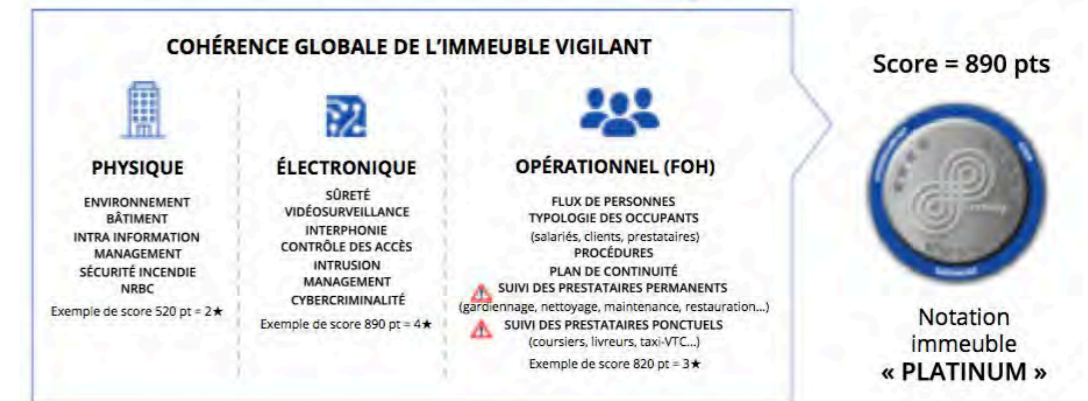 COHÉRENCE GLOBALE DE L'IMMEUBLE VIGILANT
PHYSIQUE
ENVIRONNEMENT
BÂTIMENT
INTRA INFORMATION
MANAGEMENT
SÉCURITÉ INCENDIE
NRBC
Exemple de score 520 pt = 2★
ÉLECTRONIQUE
SÛRETÉ
VIDÉOSURVEILLANCE
INTERPHONIE
CONTRÔLE DES ACCÈS
INTRUSION
MANAGEMENT
CYBERCRIMINALITÉ
Exemple de score 890 pt = 4★
OPÉRATIONNEL (FOH)
FLUX DE PERSONNES
TYPOLOGIE DES OCCUPANTS
(salariés, clients, prestataires)
PROCÉDURES
PLAN DE CONTINUITÉ
SUIVI DES PRESTATAIRES PERMANENTS
(gardiennage, nettoyage, maintenance, restauration...)
SUIVI DES PRESTATAIRES PONCTUELS
(coursiers, livreurs, taxi-VTC...)
Exemple de score 820 pt = 3★
Score = 890 pts
Notation
immeuble
« PLATINUM »